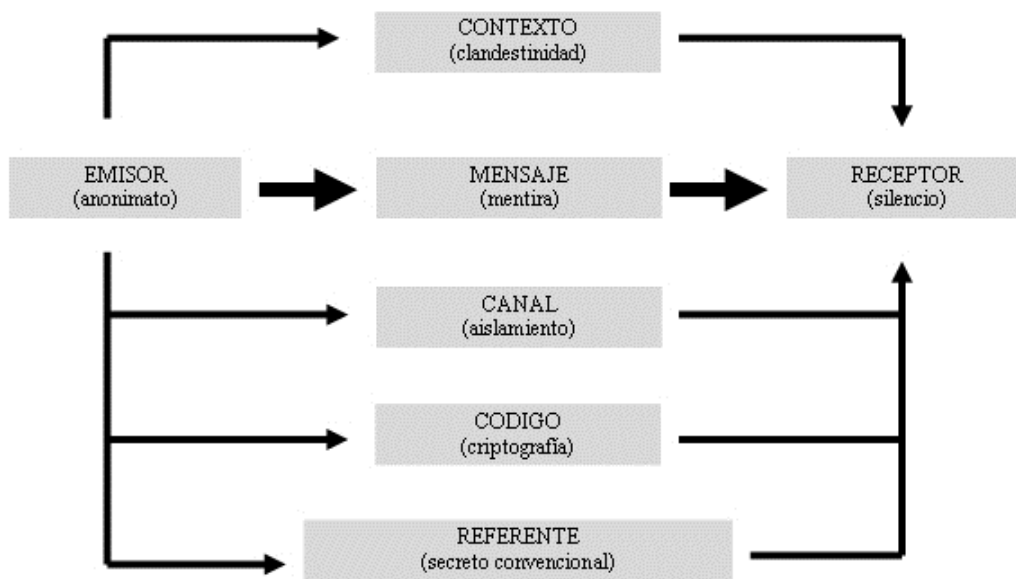 CONTEXTO
(clandestinidad)
EMISOR
(anonimato)
MENSAJE
(mentira)
RECEPTOR
(silencio)
CANAL
(aislamiento)
CODIGO
(criptografía)
REFERENTE
(secreto convencional)